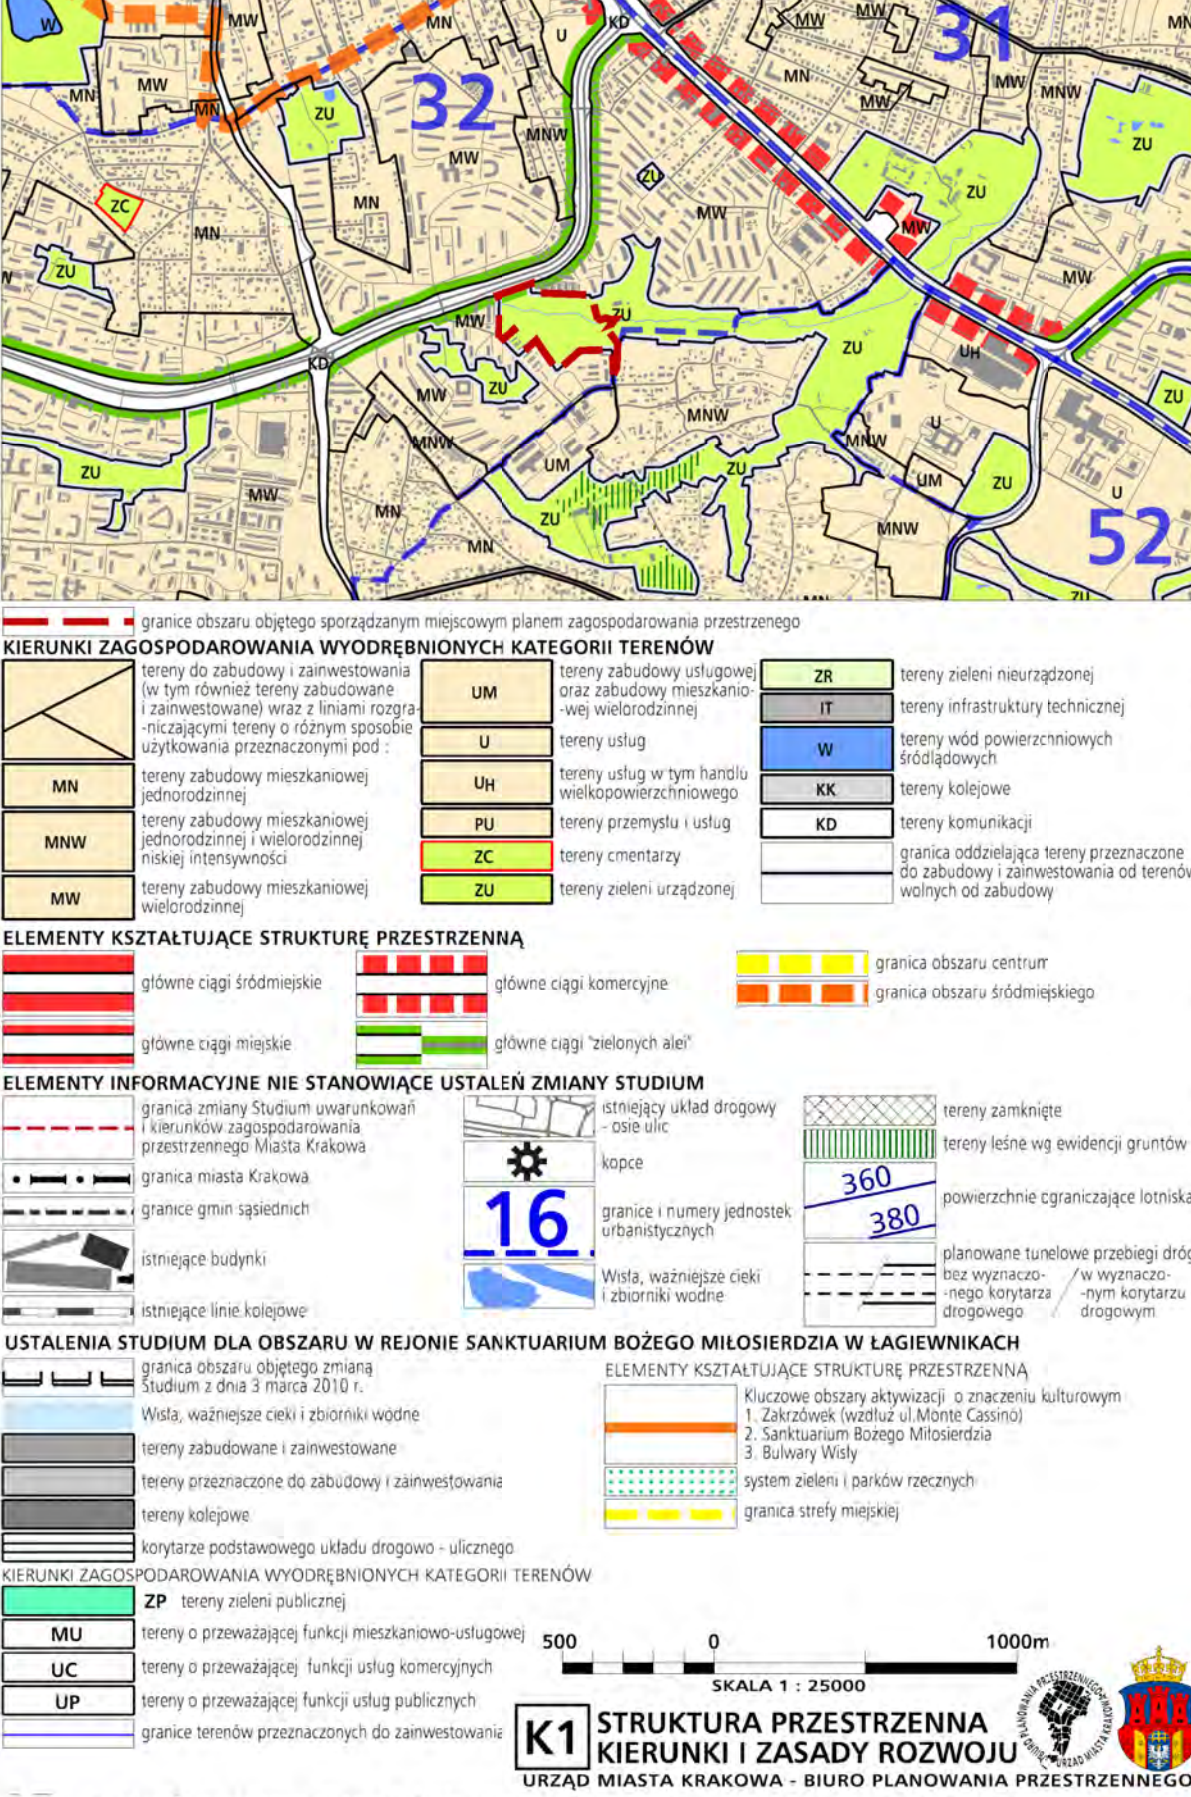 W
MW
MN
U
KD
MW
MW
31
MN
MN
MW
MN
32
ZU
MNW
MW
MN
MW
MW
MNW
ZU
ZC
MN
MN
MW
ZU
MW
ZU
MW
MW
W
ZU
MW
ZU
ZU
UH
KD
MW
ZU
MNW
ZU
MNW
UM
ZU
MNW
U
UM
ZU
ZU
MW
MN
ZU
MN
MNW
U
52
ZU
granice obszaru objętego sporządzanym miejscowym planem zagospodarowania przestrzenego
KIERUNKI ZAGOSPODAROWANIA WYODRĘBNIONYCH KATEGORII TERENÓW
tereny do zabudowy i zainwestowania
(w tym również tereny zabudowane
i zainwestowane) wraz z liniami rozgra-
-niczającymi tereny o różnym sposobie
użytkowania przeznaczonymi pod :
MN
tereny zabudowy mieszkaniowej
jednorodzinnej
MNW
tereny zabudowy mieszkaniowej
jednorodzinnej i wielorodzinnej
niskiej intensywności
MW
tereny zabudowy mieszkaniowej
wielorodzinnej
UM
tereny zabudowy usługowej
oraz zabudowy mieszkanio-
-wej wielorodzinnej
U
tereny usług
UH
tereny usług w tym handlu
wielkopowierzchniowego
PU
tereny przemysłu i usług
ZC
tereny cmentarzy
ZU
tereny zieleni urządzonej
ZR
tereny zieleni nieurządzonej
IT
tereny infrastruktury technicznej
W
tereny wód powierzchniowych
śródlądowych
KK
tereny kolejowe
KD
tereny komunikacji
granica oddzielająca tereny przeznaczone
do zabudowy i zainwestowania od terenów
wolnych od zabudowy
ELEMENTY KSZTAŁTUJĄCE STRUKTURĘ PRZESTRZENNĄ
główne ciągi śródmiejskie
główne ciągi miejskie
główne ciągi komercyjne
główne ciągi "zielonych alei"
granica obszaru centrum
granica obszaru śródmiejskiego
ELEMENTY INFORMACYJNE NIE STANOWIĄCE USTALEŃ ZMIANY STUDIUM
granica zmiany Studium uwarunkowań
i kierunków zagospodarowania
przestrzennego Miasta Krakowa
granica miasta Krakowa
granice gmin sąsiednich
istniejące budynki
istniejące linie kolejowe
istniejący układ drogowy
- osie ulic
kopce
16
granice i numery jednostek
urbanistycznych
Wisła, ważniejsze cieki
i zbiorniki wodne
tereny zamknięte
tereny leśne wg ewidencji gruntów
360
380
powierzchnie ograniczające lotniska
planowane tunelowe przebiegi dróg
bez wyznaczo-
-nego korytarza
drogowego
/w wyznaczo-
-nym korytarzu
drogowym
USTALENIA STUDIUM DLA OBSZARU W REJONIE SANKTUARIUM BOŻEGO MIŁOSIERDZIA W ŁAGIEWNIKACH
granica obszaru objętego zmianą
Studium z dnia 3 marca 2010 r.
Wisła, ważniejsze cieki i zbiorniki wodne
tereny zabudowane i zainwestowane
tereny przeznaczone do zabudowy i zainwestowania
tereny kolejowe
korytarze podstawowego układu drogowo - ulicznego
ELEMENTY KSZTAŁTUJĄCE STRUKTURĘ PRZESTRZENNĄ
Kluczowe obszary aktywizacji o znaczeniu kulturowym
1. Zakrzówek (wzdłuż ul.Monte Cassino)
2. Sanktuarium Bożego Miłosierdzia
3. Bulwary Wisły
system zieleni i parków rzecznych
granica strefy miejskiej
KIERUNKI ZAGOSPODAROWANIA WYODRĘBNIONYCH KATEGORII TERENÓW
ZP tereny zieleni publicznej
MU
tereny o przeważającej funkcji mieszkaniowo-usługowej
UC
tereny o przeważającej funkcji usług komercyjnych
UP
tereny o przeważającej funkcji usług publicznych
granice terenów przeznaczonych do zainwestowania
500 0 1000m
SKALA 1 : 25000
K1
STRUKTURA PRZESTRZENNA
KIERUNKI I ZASADY ROZWOJU
URZĄD MIASTA KRAKOWA - BIURO PLANOWANIA PRZESTRZENNEGO